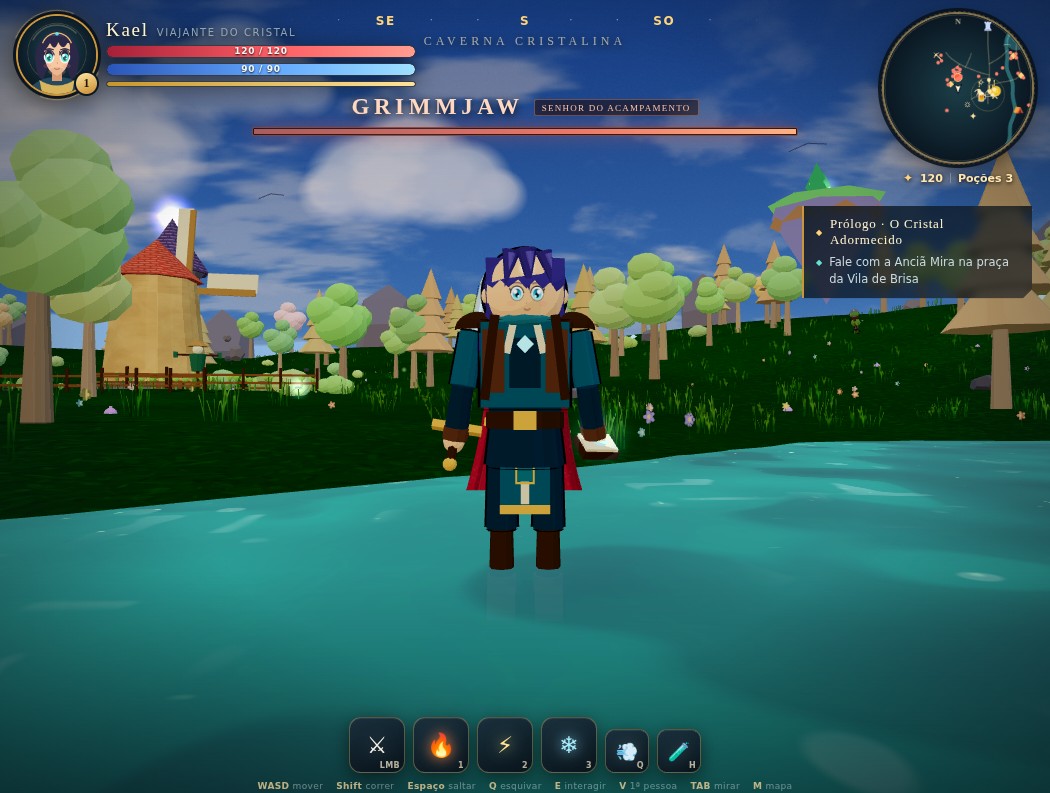 SE S SO
Kael VIAJANTE DO CRISTAL
CAVERNA CRISTALINA
120 / 120
90 / 90
1
N
GRIMMJAW SENHOR DO ACAMPAMENTO
✦ 120 | Poções 3
Prólogo · O Cristal
Adormecido
Fale com a Anciã Mira na praça
da Vila de Brisa
LMB 1 2 3 Q H
WASD mover Shift correr Espaço saltar Q esquivar E interagir V 1ª pessoa TAB mirar M mapa